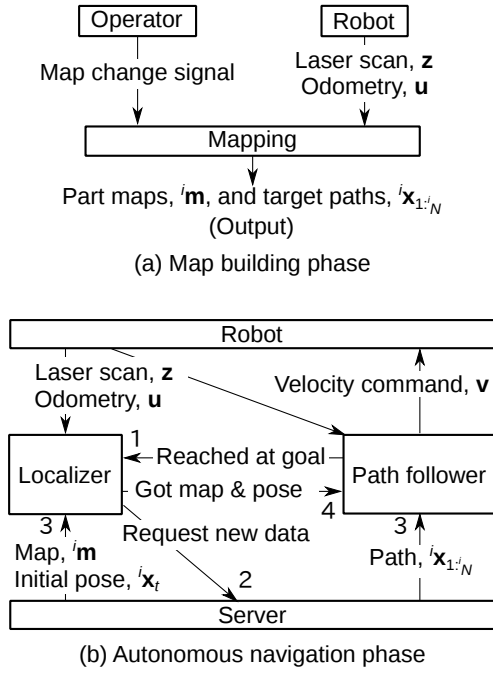 Operator
Robot
Map change signal
Laser scan, z
Odometry, u
Mapping
Part maps, ⁱm, and target paths, ⁱx₁:ⁱN
(Output)
(a) Map building phase
Robot
Laser scan, z
Odometry, u
Velocity command, v
1
Localizer
Reached at goal
Path follower
Got map & pose
4
3
Request new data
3
Map, ⁱm
Initial pose, ⁱxₜ
2
Path, ⁱx₁:ⁱN
Server
(b) Autonomous navigation phase